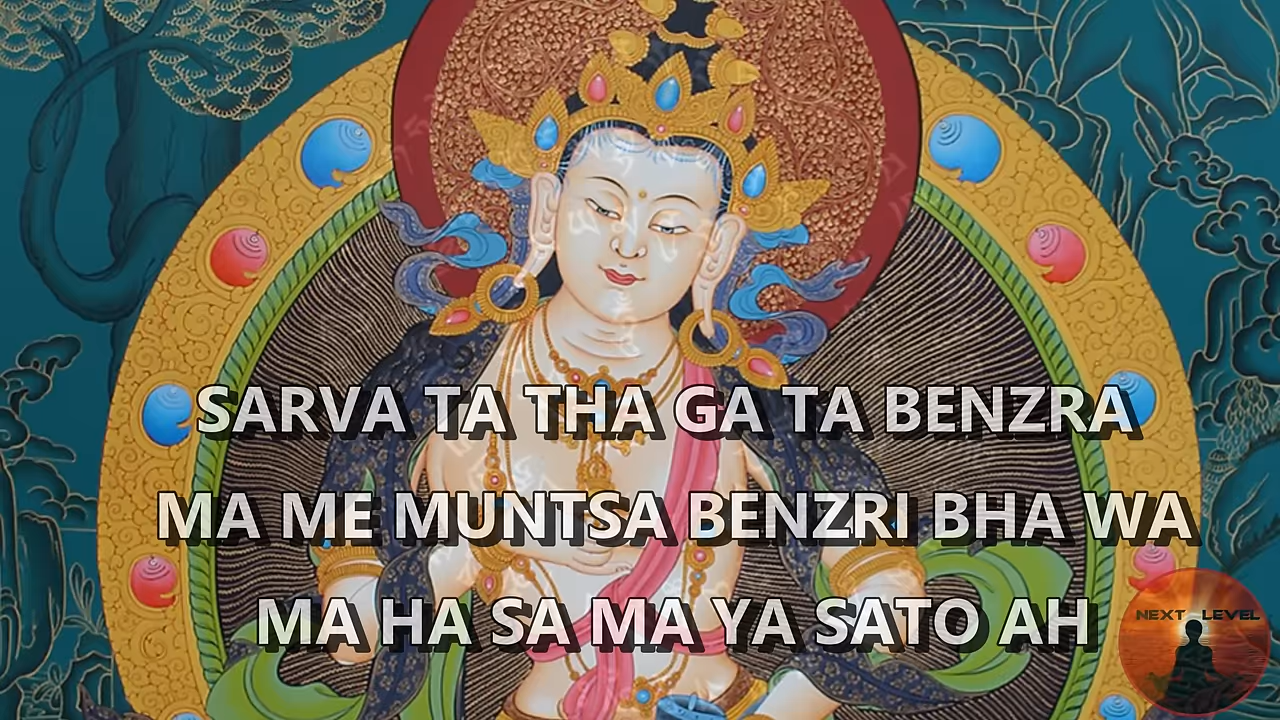 SARVA TA THA GA TA BENZRA
MA ME MUNTSA BENZRI BHA WA
MA HA SA MA YA SATO AH
NEXT LEVEL